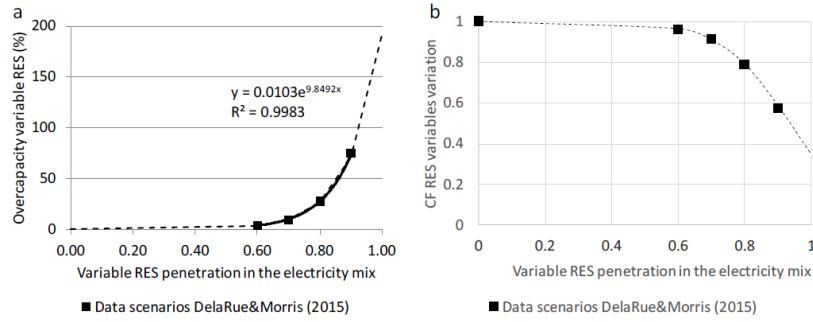 a
Overcapacity variable RES (%)
200
150
100
50
0
y = 0.0103e^9.8492x
R² = 0.9983
0.00 0.20 0.40 0.60 0.80 1.00
Variable RES penetration in the electricity mix
■ Data scenarios DelaRue&Morris (2015)
b
CF RES variables variation
1
0.8
0.6
0.4
0.2
0
0 0.2 0.4 0.6 0.8 1
Variable RES penetration in the electricity mix
■ Data scenarios DelaRue&Morris (2015)